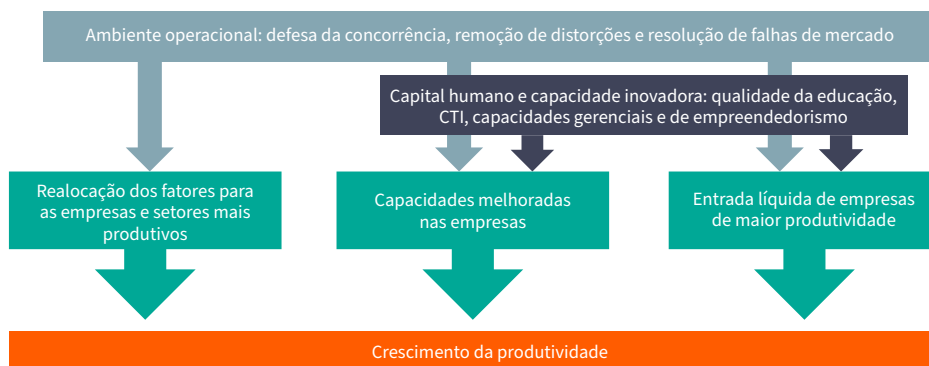 Ambiente operacional: defesa da concorrência, remoção de distorções e resolução de falhas de mercado
Capital humano e capacidade inovadora: qualidade da educação,
CTI, capacidades gerenciais e de empreendedorismo
Realocação dos fatores para
as empresas e setores mais
produtivos
Capacidades melhoradas
nas empresas
Entrada líquida de empresas
de maior produtividade
Crescimento da produtividade